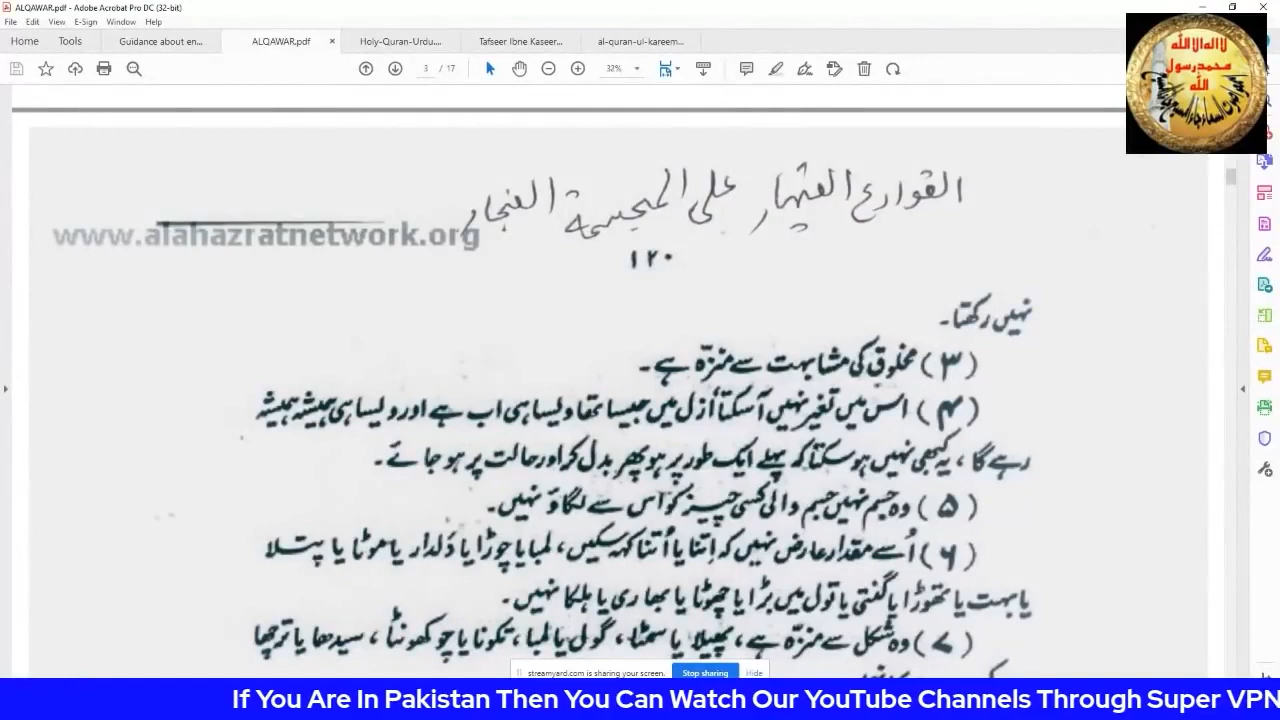 ALQAWAR.pdf - Adobe Acrobat Pro DC (32-bit)
File Edit View E-Sign Window Help
Home Tools Guidance about en... ALQAWAR.pdf × Holy-Quran-Urdu.... Tafseer Ibne Kaseer... al-quran-ul-kareem...
3 / 17 32%
لا اله الا الله
محمد رسول
الله
القوارع القہار علی المجسمۃ الفجار
www.alahazratnetwork.org
۱۲۰
نہیں رکھتا۔
(۳) مخلوق کی مشابہت سے منزّہ ہے۔
(۴) اس میں تغیر نہیں آسکتا اَزل میں جیسا تھا ویسا ہی اب ہے اور ویسا ہی ہمیشہ ہمیشہ
رہے گا، یہ کبھی نہیں ہوسکتا کہ پہلے ایک طور پر ہو پھر بدل کر اور حالت پر ہو جائے۔
(۵) وہ جسم نہیں جسم والی کسی چیز کو اُس سے لگاؤ نہیں۔
(۶) اُسے مقدار عارض نہیں کہ اِتنا یا اُتنا کہہ سکیں، لمبا یا چوڑا یا دَلدار یا موٹا یا پتلا
یا بہت یا تھوڑا یا گنتی یا تول میں بڑا یا چھوٹا یا بھاری یا ہلکا نہیں۔
(۷) وہ شکل سے منزّہ ہے، پھیلا یا سمٹا، گول یا لمبا، تکونا یا چوکھونٹا، سیدھا یا ترچھا
streamyard.com is sharing your screen. Stop sharing Hide
If You Are In Pakistan Then You Can Watch Our YouTube Channels Through Super VPN